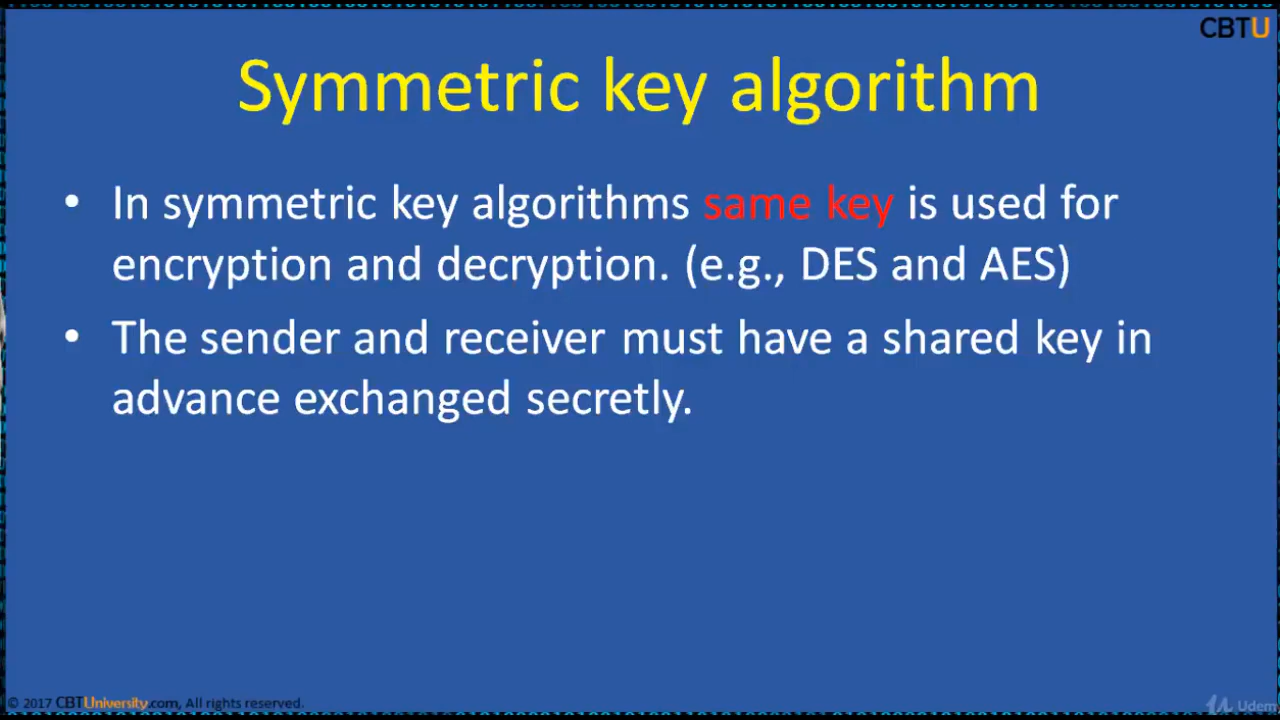 CBTU
Symmetric key algorithm
• In symmetric key algorithms same key is used for
encryption and decryption. (e.g., DES and AES)
• The sender and receiver must have a shared key in
advance exchanged secretly.
© 2017 CBTUniversity.com, All rights reserved.
Udemy